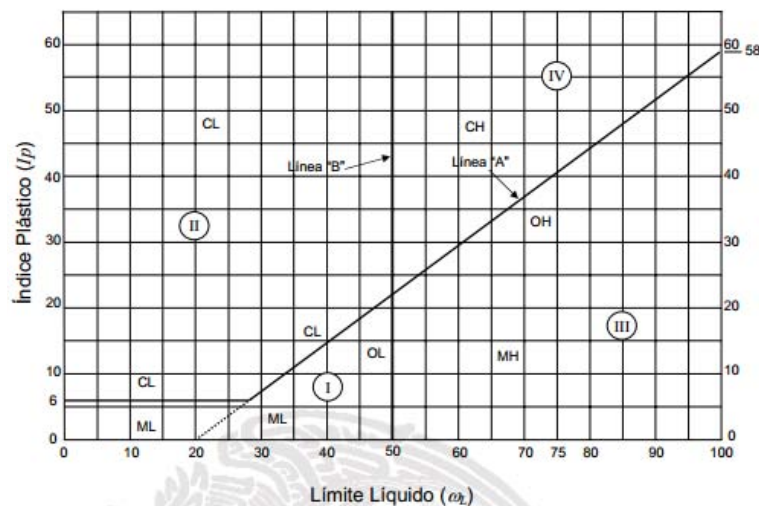 60
60
58
IV
50
CL
CH
50
Línea "B"
Línea "A"
Índice Plástico (Ip)
40
40
II
OH
30
30
20
20
CL
III
OL
MH
10
CL
I
10
6
ML
ML
0
0
0
10
20
30
40
50
60
70
75
80
90
100
Límite Líquido (ωL)